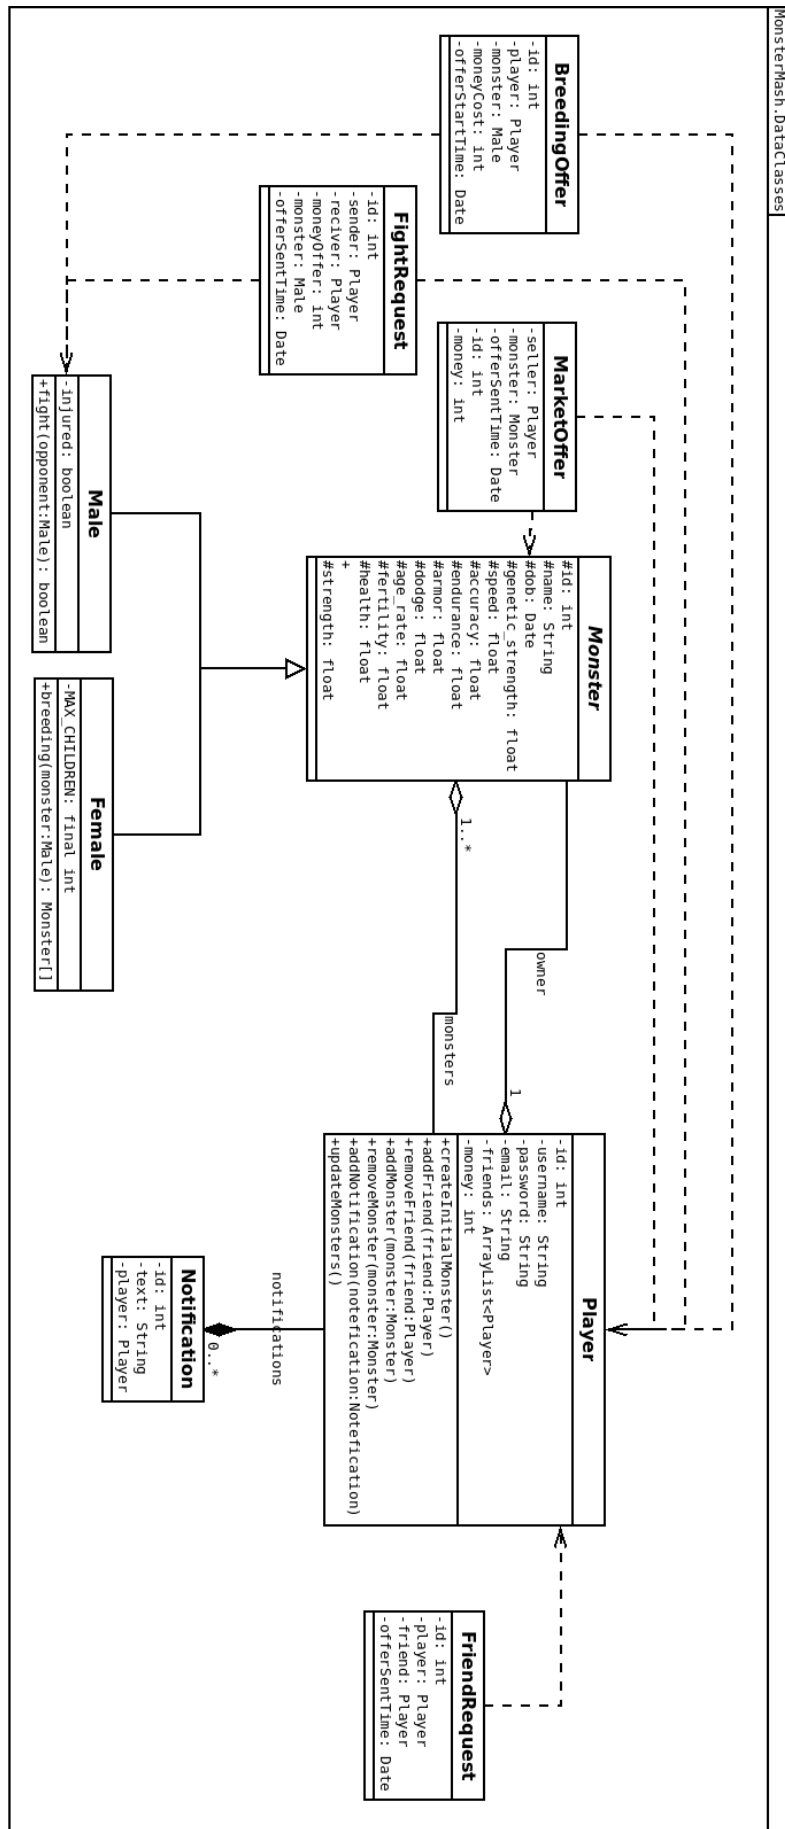 MonsterMash.DataClasses
BreedingOffer
-id: int
-player: Player
-monster: Male
-moneyCost: int
-offerStartTime: Date
FightRequest
-id: int
-sender: Player
-reciver: Player
-moneyOffer: int
-monster: Male
-offerSentTime: Date
MarketOffer
-seller: Player
-monster: Monster
-offerSentTime: Date
-id: int
-money: int
Male
-injured: boolean
+fight(opponent:Male): boolean
Female
-MAX_CHILDREN: final int
+breeding(monster:Male): Monster[]
Monster
#id: int
#name: String
#dob: Date
#genetic_strength: float
#speed: float
#accuracy: float
#endurance: float
#armor: float
#dodge: float
#age_rate: float
#fertility: float
#health: float
+
#strength: float
1..*
monsters
owner
1
Player
-id: int
-username: String
-password: String
-email: String
-friends: ArrayList<Player>
-money: int
+createInitialMonster()
+addFriend(friend:Player)
+removeFriend(friend:Player)
+addMonster(monster:Monster)
+removeMonster(monster:Monster)
+addNotification(notefication:Notefication)
+updateMonsters()
notifications
0..*
Notification
-id: int
-text: String
-player: Player
FriendRequest
-id: int
-player: Player
-friend: Player
-offerSentTime: Date